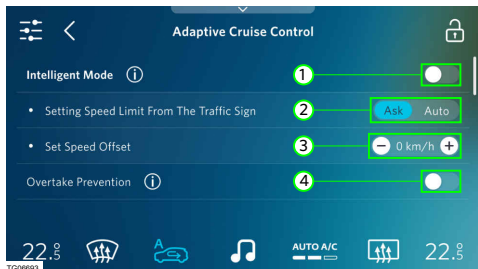 Adaptive Cruise Control
Intelligent Mode i 1
• Setting Speed Limit From The Traffic Sign 2 Ask Auto
• Set Speed Offset 3 − 0 km/h +
Overtake Prevention i 4
22.5° A AUTO A/C 22.5°
TG06693